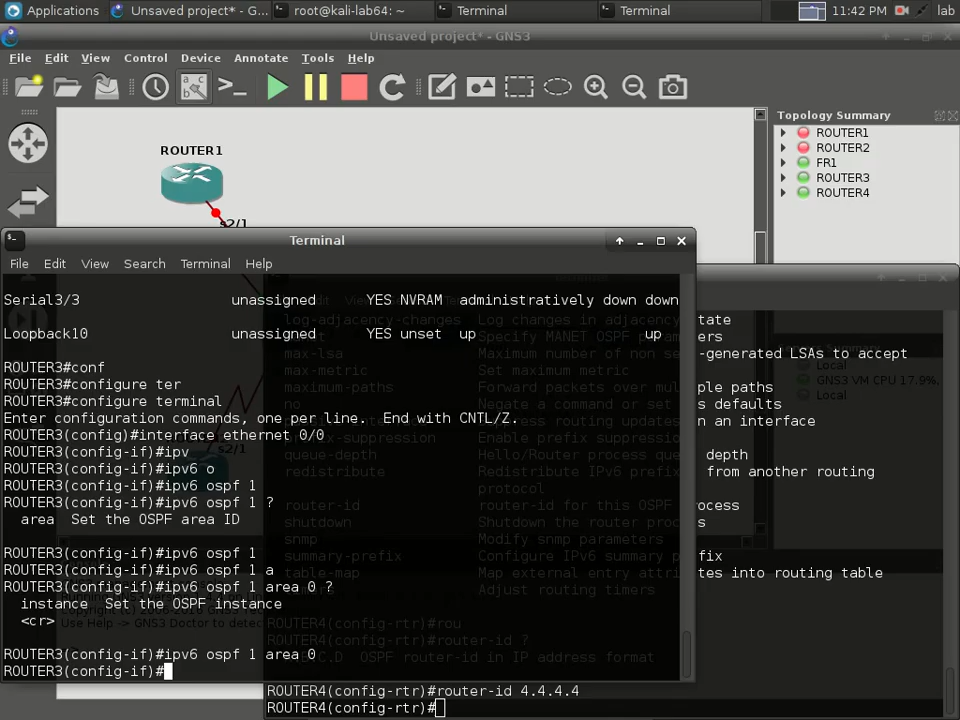 Applications Unsaved project* - G... root@kali-lab64: ~ Terminal Terminal 11:42 PM lab
Unsaved project* - GNS3
File Edit View Control Device Annotate Tools Help
abc
Topology Summary
ROUTER1
ROUTER2
FR1
ROUTER3
ROUTER4
ROUTER1
s2/1
Terminal
File Edit View Search Terminal Help
Serial3/3 unassigned YES NVRAM administratively down down
Loopback10 unassigned YES unset up up
ROUTER3#conf
ROUTER3#configure ter
ROUTER3#configure terminal
Enter configuration commands, one per line. End with CNTL/Z.
ROUTER3(config)#interface ethernet 0/0
ROUTER3(config-if)#ipv
ROUTER3(config-if)#ipv6 o
ROUTER3(config-if)#ipv6 ospf 1
ROUTER3(config-if)#ipv6 ospf 1 ?
area Set the OSPF area ID
ROUTER3(config-if)#ipv6 ospf 1
ROUTER3(config-if)#ipv6 ospf 1 a
ROUTER3(config-if)#ipv6 ospf 1 area 0 ?
instance Set the OSPF instance
<cr>
ROUTER3(config-if)#ipv6 ospf 1 area 0
ROUTER3(config-if)#
log-adjacency-changes Log changes in adjacency state
Specify MANET OSPF parameters
max-lsa Maximum number of non self-generated LSAs to accept
max-metric Set maximum metric
maximum-paths Forward packets over multiple paths
no Negate a command or set its defaults
queue-depth Hello/Router process queue depth
redistribute Redistribute IPv6 prefixes from another routing
protocol
router-id router-id for this OSPF process
shutdown Shutdown the router process
snmp Modify snmp parameters
summary-prefix Configure IPv6 summary prefix
table-map Map external entry attributes into routing table
Adjust routing timers
ROUTER4(config-rtr)#rou
ROUTER4(config-rtr)#router-id ?
OSPF router-id in IP address format
ROUTER4(config-rtr)#router-id 4.4.4.4
ROUTER4(config-rtr)#
Local
GNS3 VM CPU 17.9%,
Local
s2/1